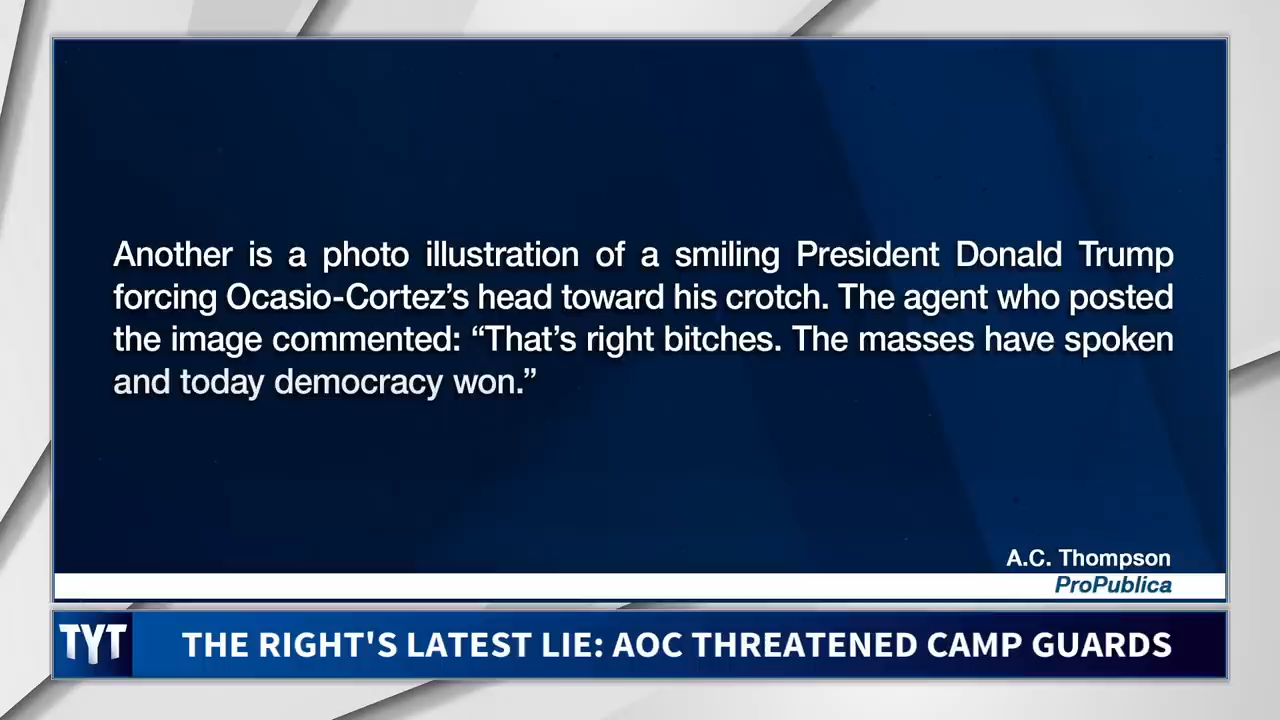 Another is a photo illustration of a smiling President Donald Trump
forcing Ocasio-Cortez’s head toward his crotch. The agent who posted
the image commented: “That’s right bitches. The masses have spoken
and today democracy won.”
A.C. Thompson
ProPublica
TYT THE RIGHT'S LATEST LIE: AOC THREATENED CAMP GUARDS